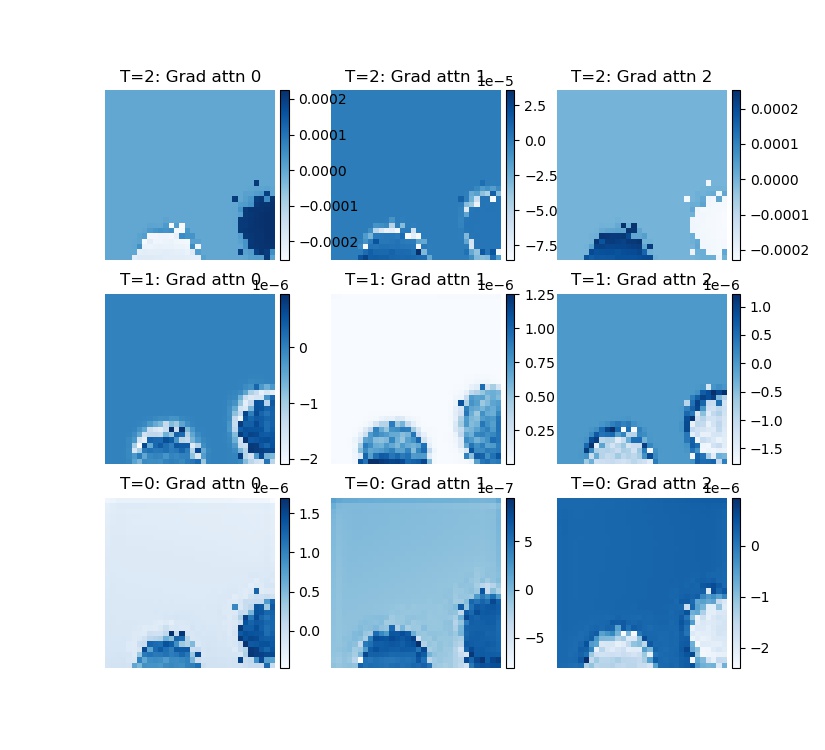 T=2: Grad attn 0
T=2: Grad attn 1
1e−5
T=2: Grad attn 2
0.0002
0.0001
0.0000
−0.0001
−0.0002
2.5
0.0
−2.5
−5.0
−7.5
0.0002
0.0001
0.0000
−0.0001
−0.0002
T=1: Grad attn 0
1e−6
T=1: Grad attn 1
1e−6
T=1: Grad attn 2
1e−6
0
−1
−2
1.25
1.00
0.75
0.50
0.25
1.0
0.5
0.0
−0.5
−1.0
−1.5
T=0: Grad attn 0
1e−6
T=0: Grad attn 1
1e−7
T=0: Grad attn 2
1e−6
1.5
1.0
0.5
0.0
5
0
−5
0
−1
−2